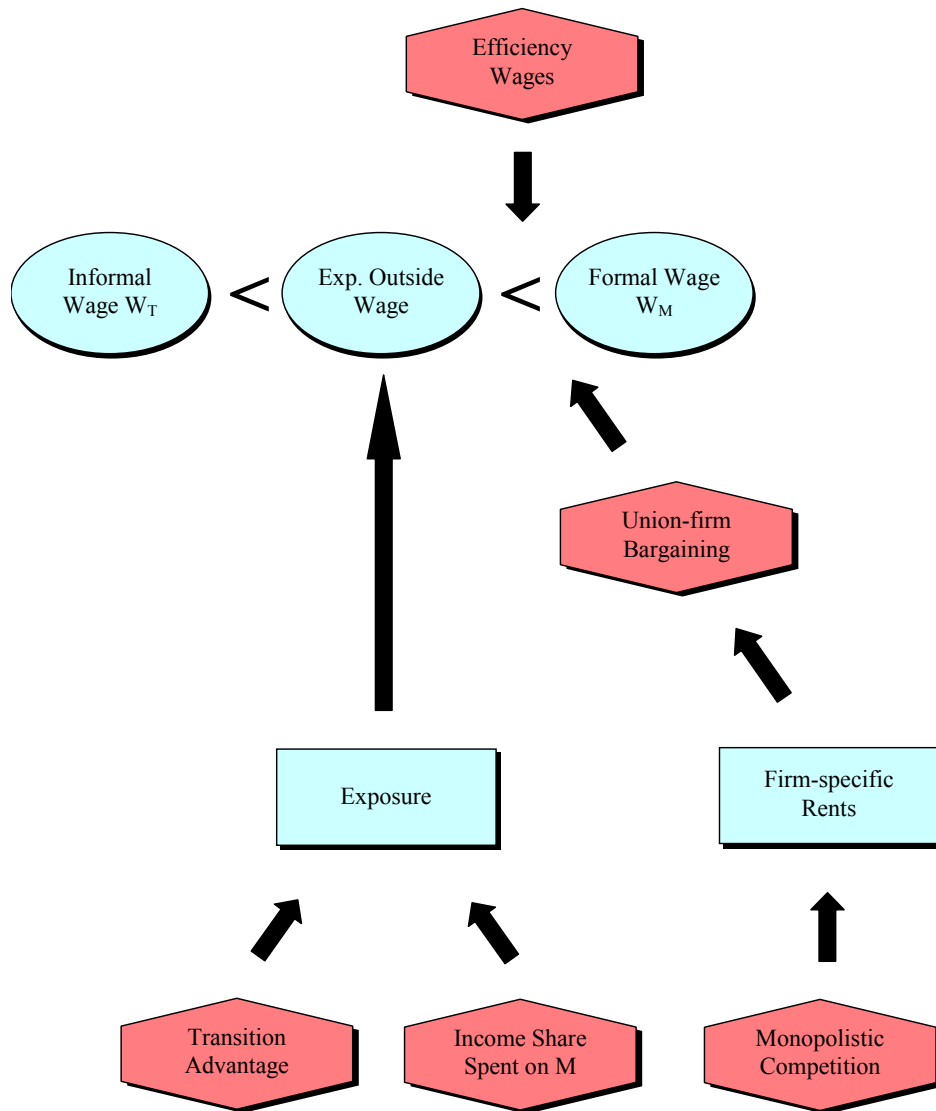 Efficiency
Wages
Informal
Wage W_T
<
Exp. Outside
Wage
<
Formal Wage
W_M
Union-firm
Bargaining
Exposure
Firm-specific
Rents
Transition
Advantage
Income Share
Spent on M
Monopolistic
Competition